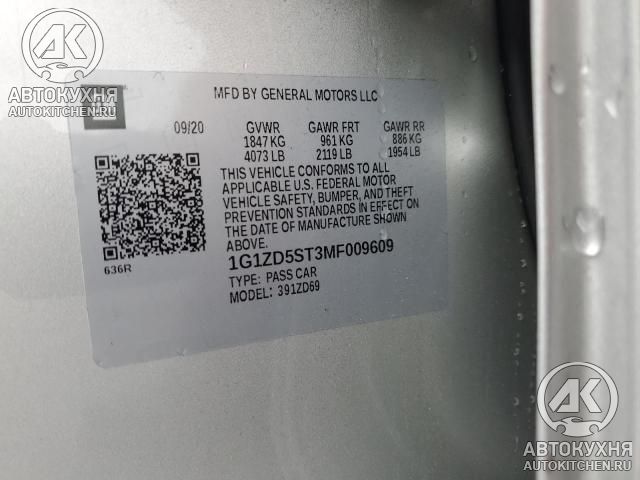 АК
АВТОКУХНЯ
AUTOKITCHEN.RU
GM
MFD BY GENERAL MOTORS LLC
09/20 GVWR GAWR FRT GAWR RR
1847 KG 961 KG 886 KG
4073 LB 2119 LB 1954 LB
THIS VEHICLE CONFORMS TO ALL
APPLICABLE U.S. FEDERAL MOTOR
VEHICLE SAFETY, BUMPER, AND THEFT
PREVENTION STANDARDS IN EFFECT ON
THE DATE OF MANUFACTURE SHOWN
ABOVE.
636R
1G1ZD5ST3MF009609
TYPE: PASS CAR
MODEL: 391ZD69
АК
АВТОКУХНЯ
AUTOKITCHEN.RU